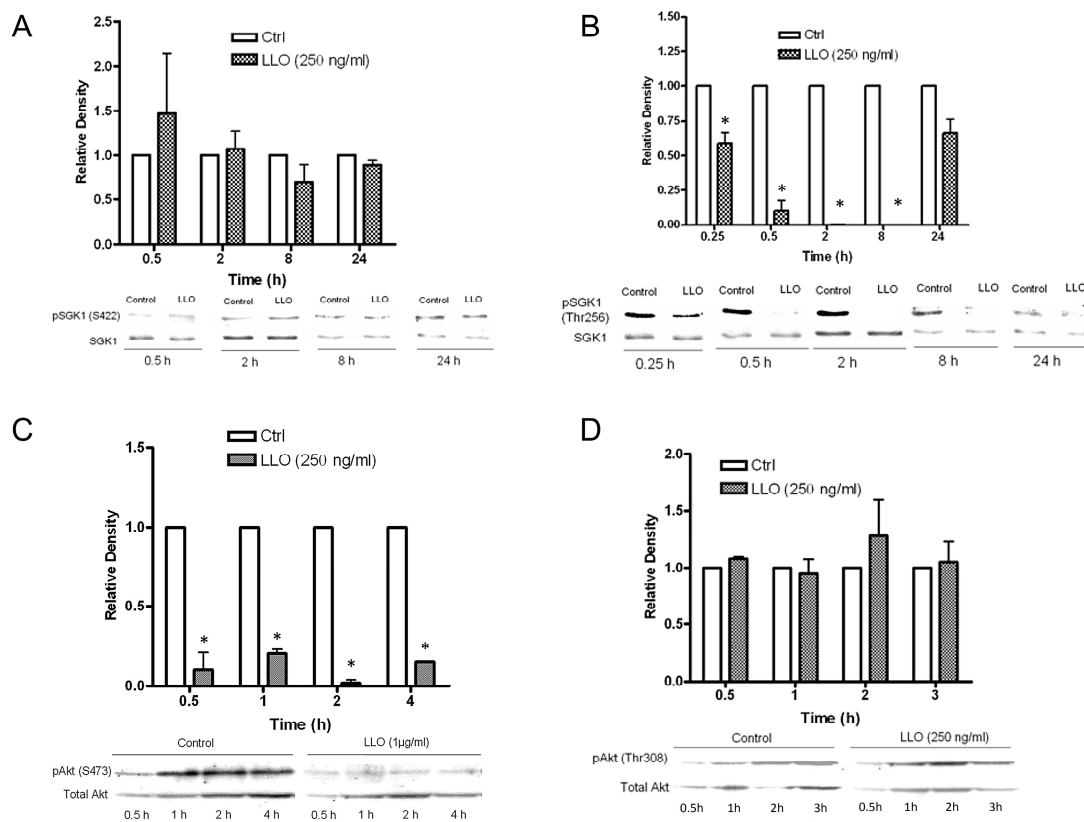 A
2.5
2.0
1.5
1.0
0.5
0.0
Relative Density
Ctrl
LLO (250 ng/ml)
0.5 2 8 24
Time (h)
Control LLO Control LLO Control LLO Control LLO
pSGK1 (S422)
SGK1
0.5 h 2 h 8 h 24 h
B
1.50
1.25
1.00
0.75
0.50
0.25
0.00
Relative Density
Ctrl
LLO (250 ng/ml)
* * * *
0.25 0.5 2 8 24
Time (h)
Control LLO Control LLO Control LLO Control LLO Control LLO
pSGK1
(Thr256)
SGK1
0.25 h 0.5 h 2 h 8 h 24 h
C
1.5
1.0
0.5
0.0
Relative Density
Ctrl
LLO (250 ng/ml)
* * * *
0.5 1 2 4
Time (h)
Control LLO (1µg/ml)
pAkt (S473)
Total Akt
0.5 h 1 h 2 h 4 h 0.5 h 1 h 2 h 4 h
D
2.0
1.5
1.0
0.5
0.0
Relative Density
Ctrl
LLO (250 ng/ml)
0.5 1 2 3
Time (h)
Control LLO (250 ng/ml)
pAkt (Thr308)
Total Akt
0.5h 1h 2h 3h 0.5h 1h 2h 3h